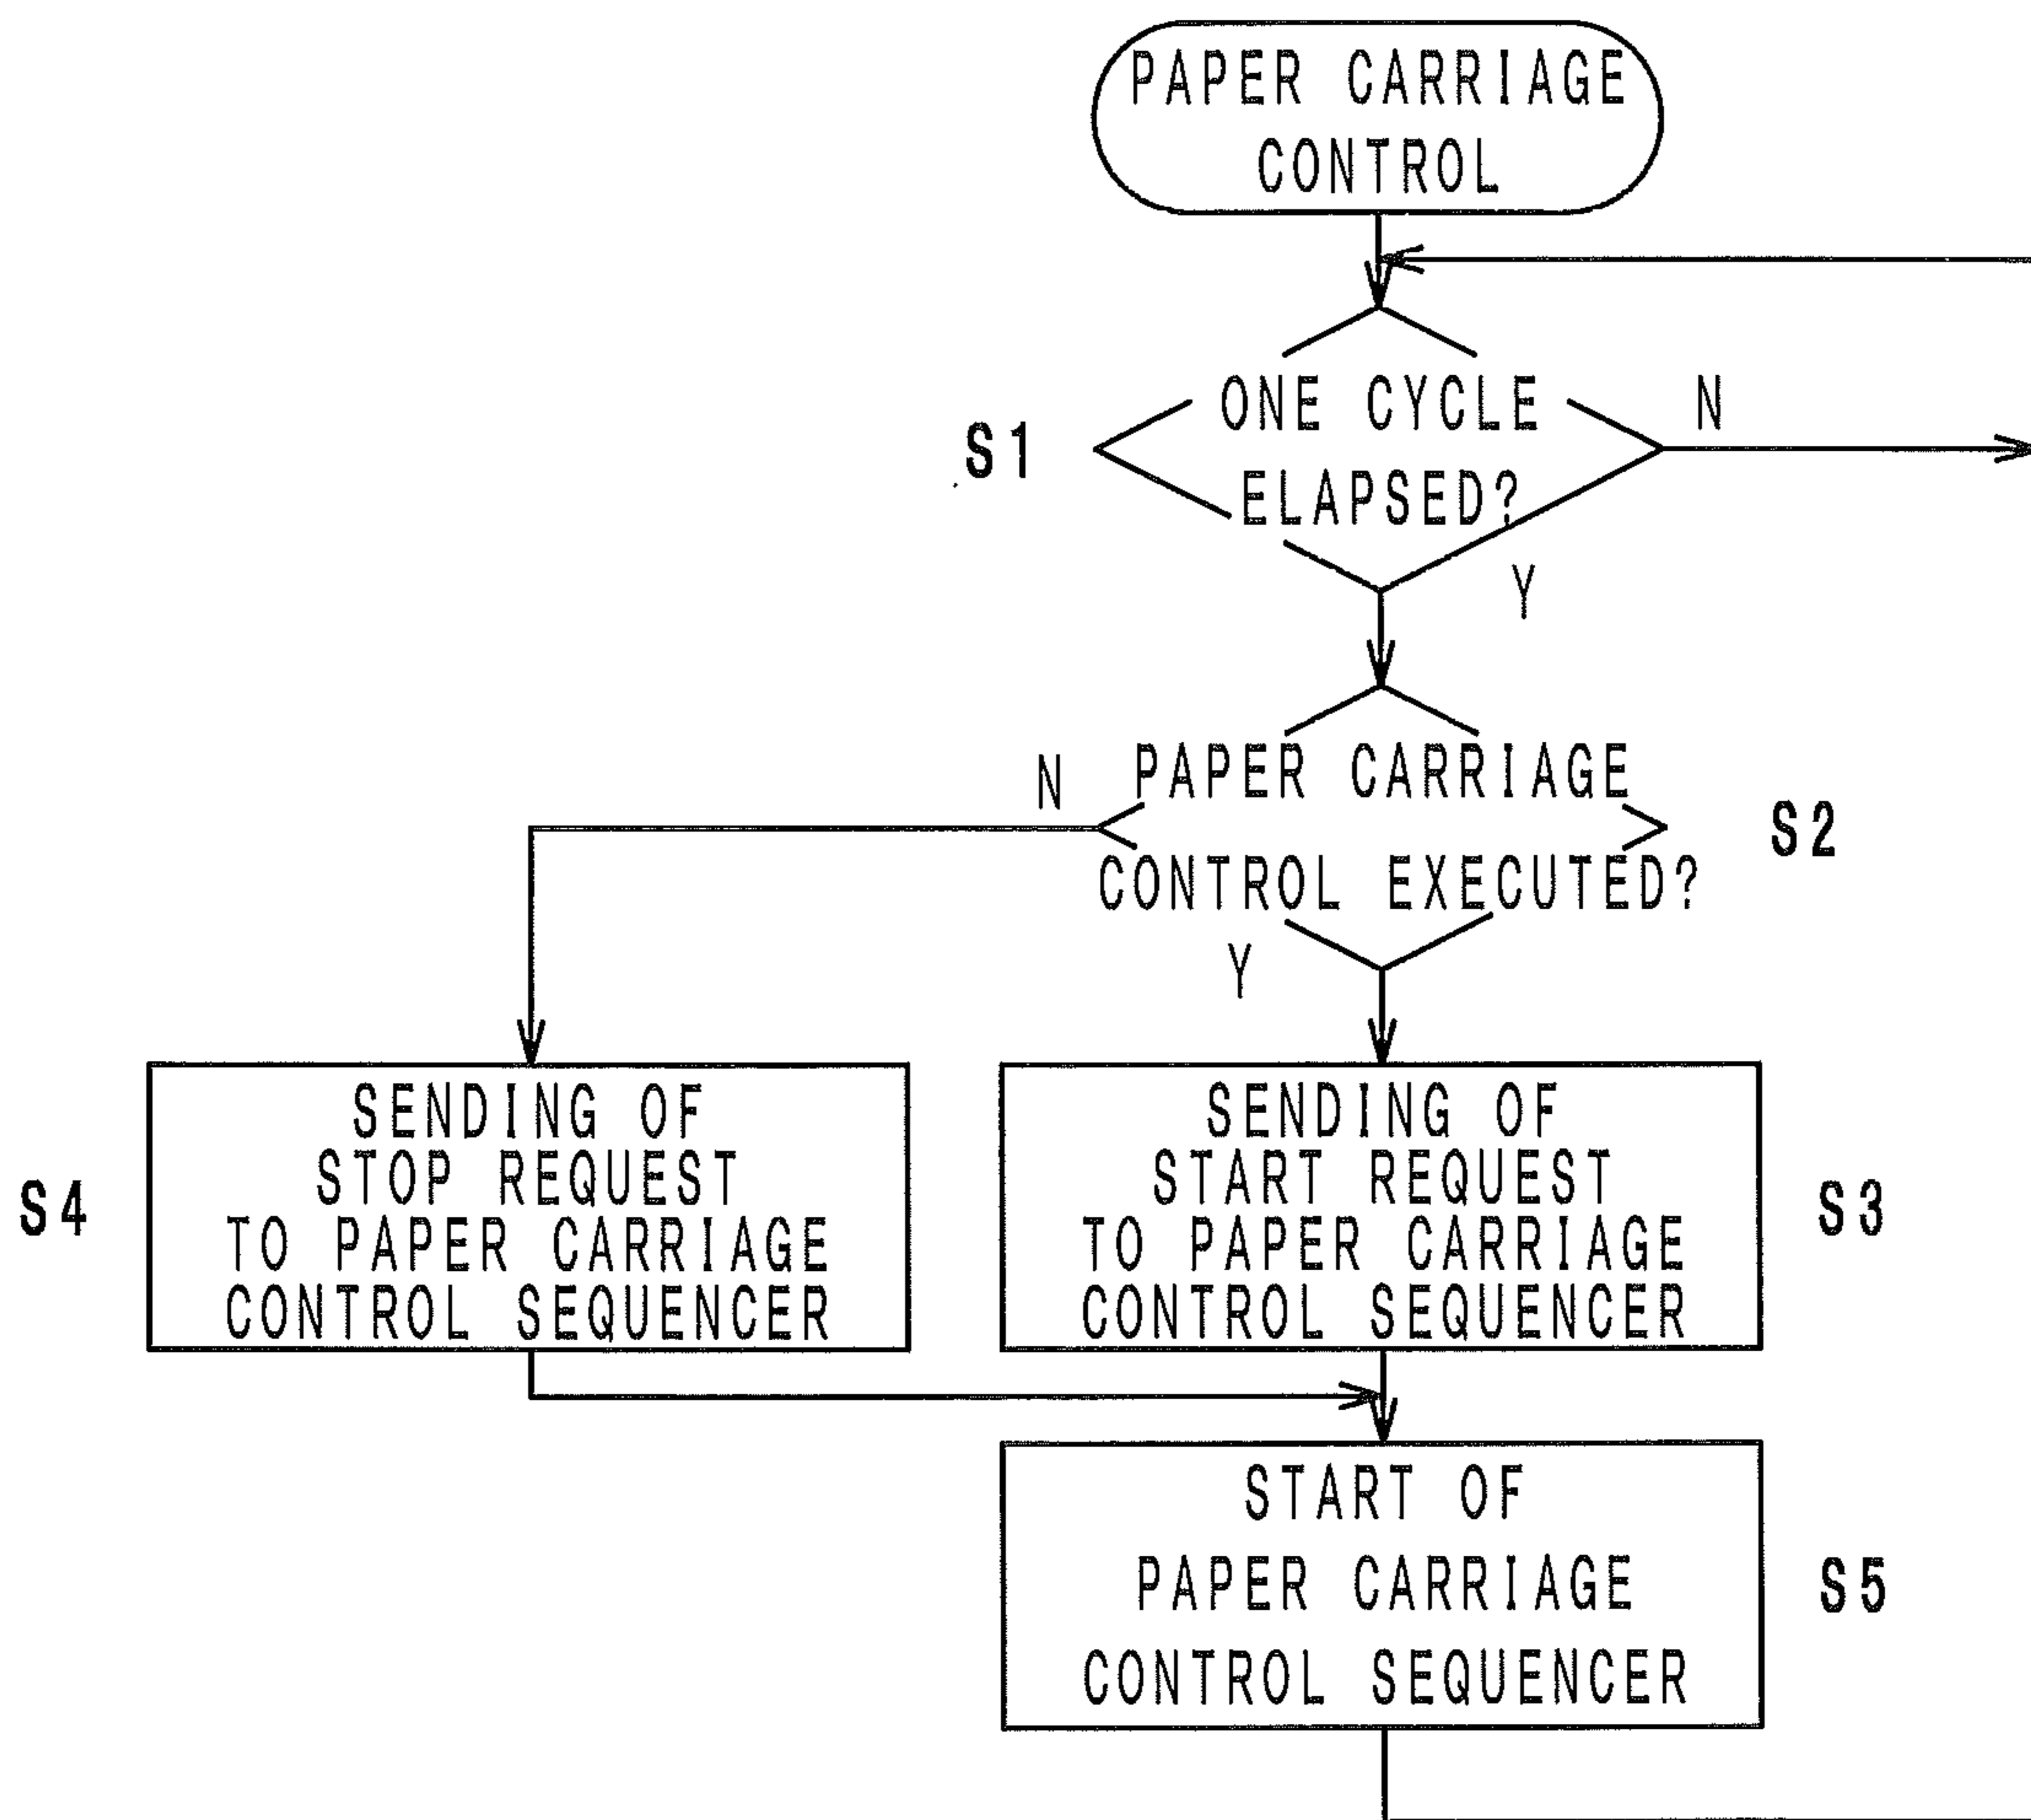 PAPER CARRIAGE
CONTROL
ONE CYCLE
ELAPSED?
S1
N
Y
PAPER CARRIAGE
CONTROL EXECUTED?
S2
N
Y
SENDING OF
STOP REQUEST
TO PAPER CARRIAGE
CONTROL SEQUENCER
S4
SENDING OF
START REQUEST
TO PAPER CARRIAGE
CONTROL SEQUENCER
S3
START OF
PAPER CARRIAGE
CONTROL SEQUENCER
S5